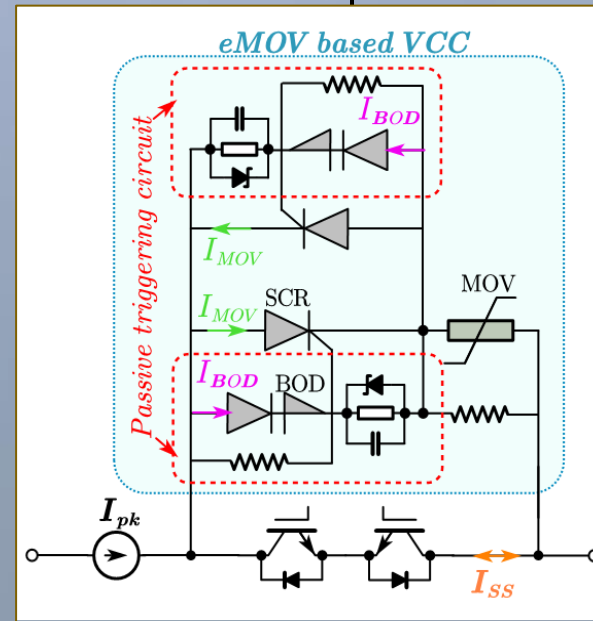 eMOV based VCC
Passive triggering circuit
I_BOD
I_MOV
SCR
I_MOV
MOV
I_BOD
BOD
I_pk
I_SS